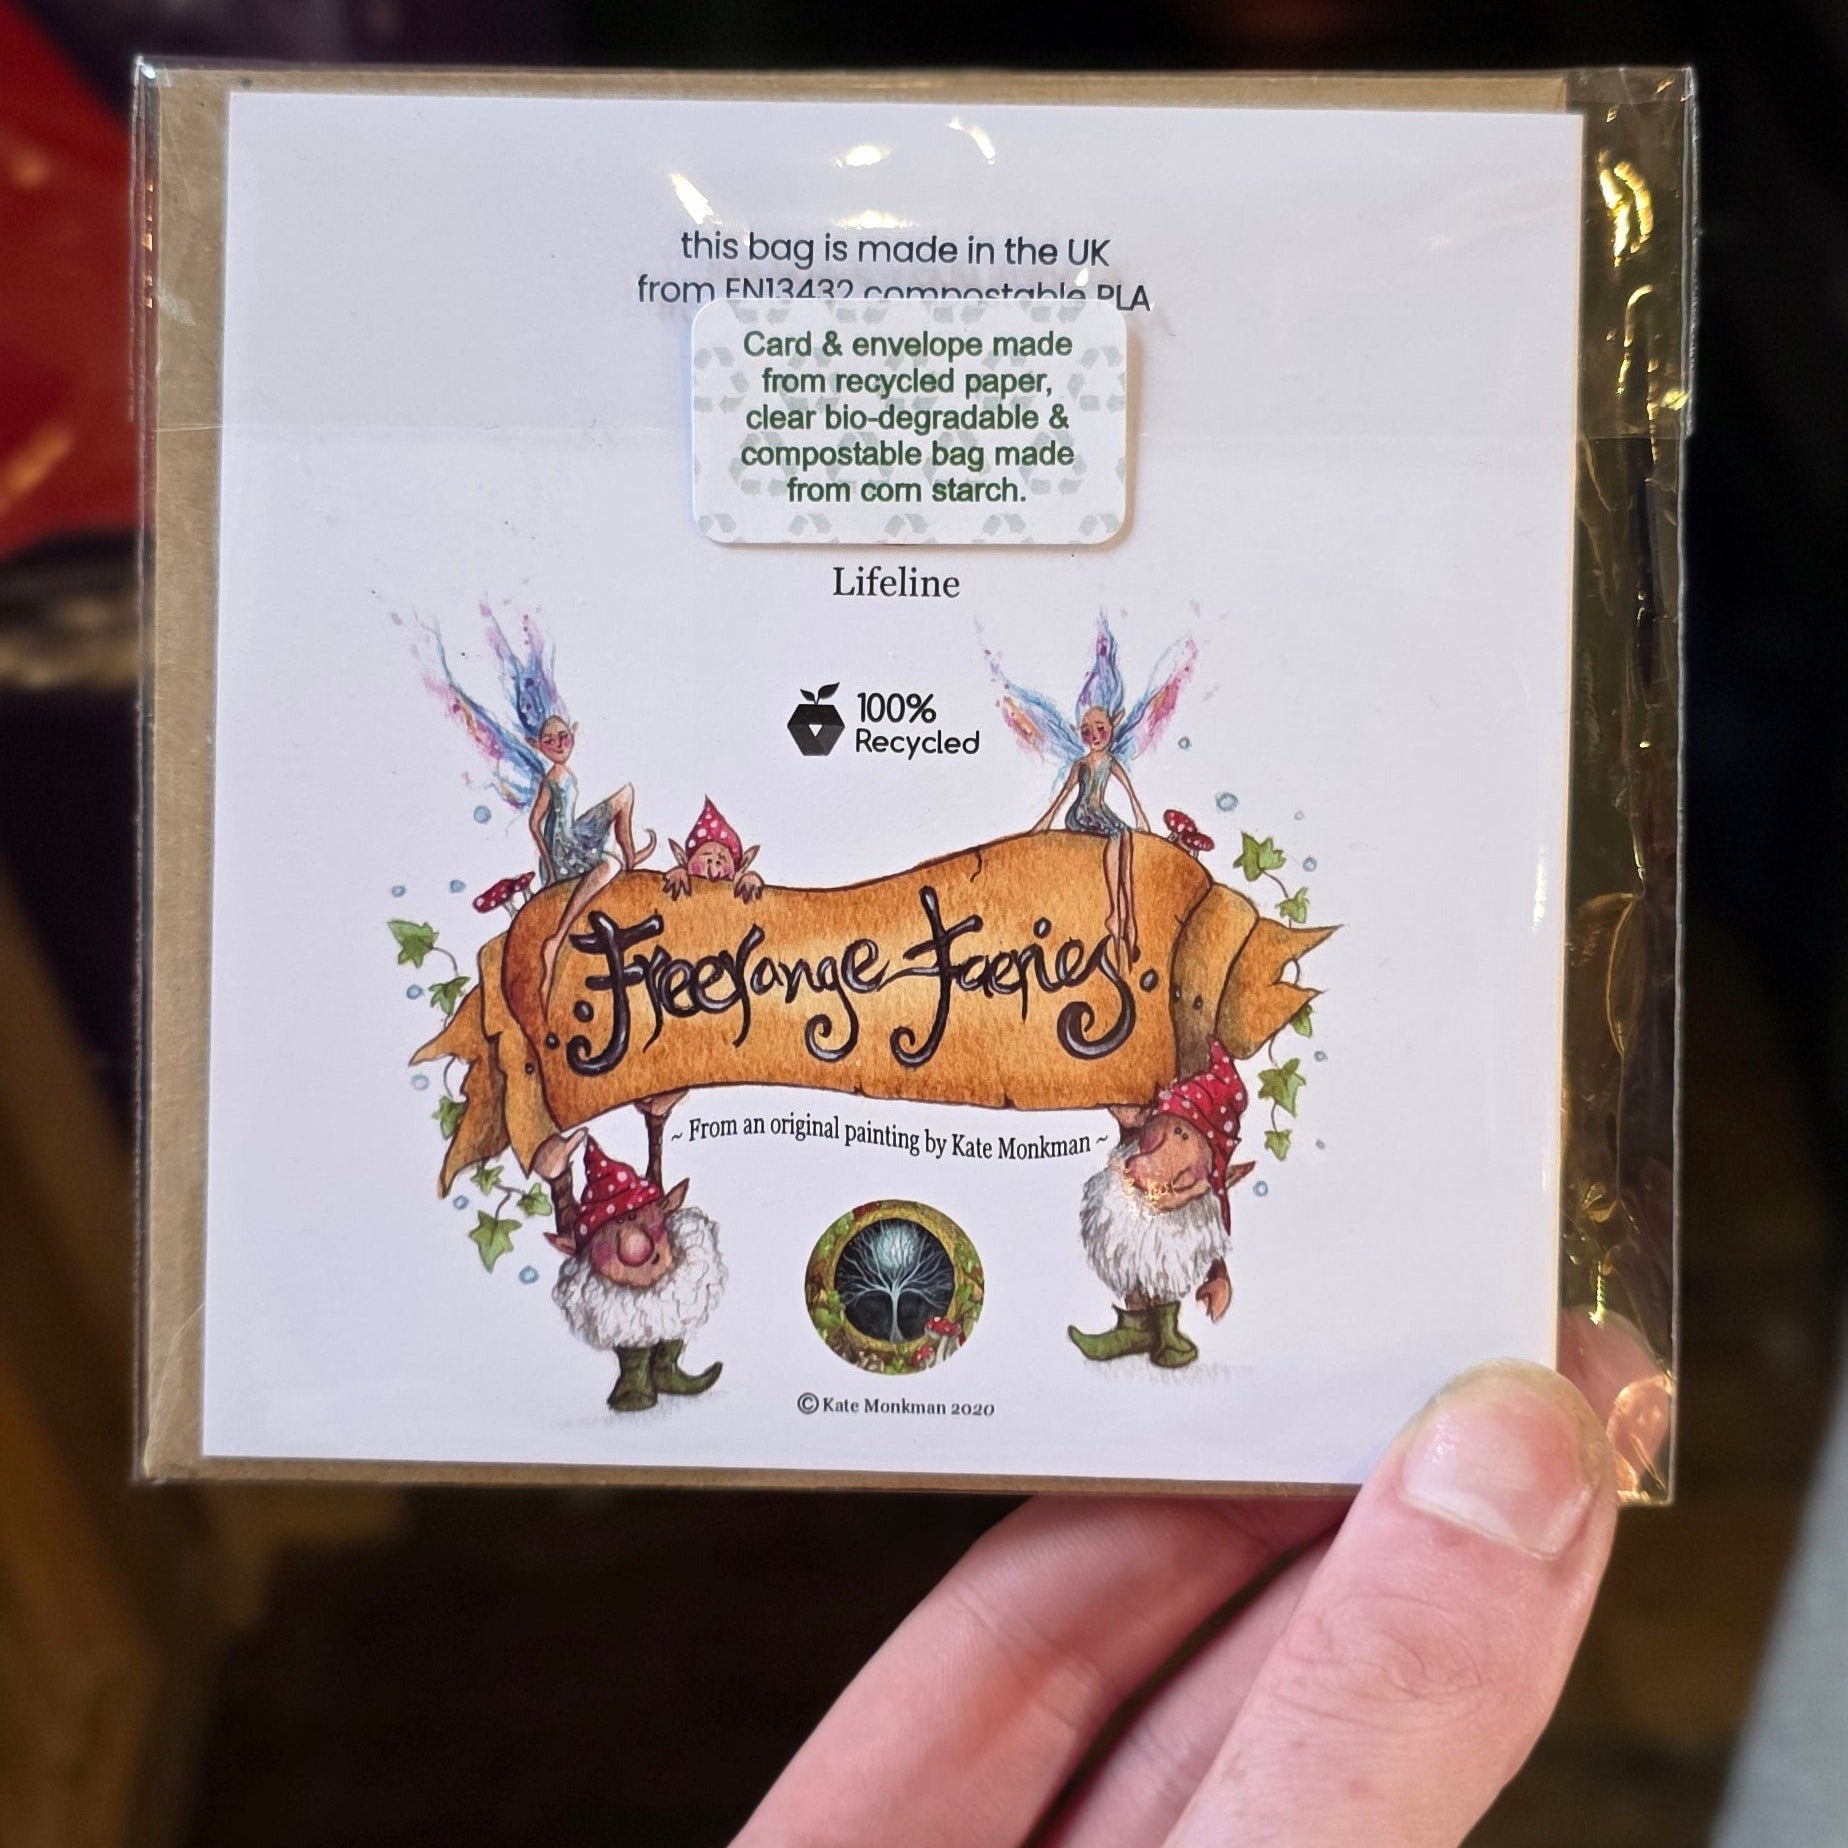 this bag is made in the UK
from EN13432 compostable PLA
Card & envelope made
from recycled paper,
clear bio-degradable &
compostable bag made
from corn starch.
Lifeline
100%
Recycled
Freerange Faeries
~ From an original painting by Kate Monkman ~
© Kate Monkman 2020